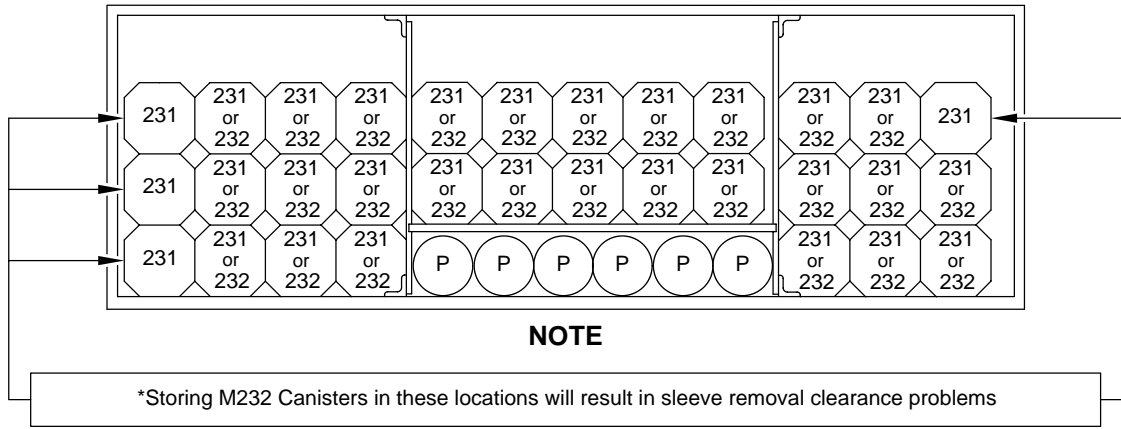 231 231 231 231 231 231 231 231 231 231
231 or or or or or or or or or or 231
232 232 232 232 232 232 232 232 232 232
231 231 231 231 231 231 231 231 231 231 231
231 or or or or or or or or or or or
232 232 232 232 232 232 232 232 232 232 232
231 231 231 231 231 231
231 or or or P P P P P P or or or
232 232 232 232 232 232
NOTE
*Storing M232 Canisters in these locations will result in sleeve removal clearance problems